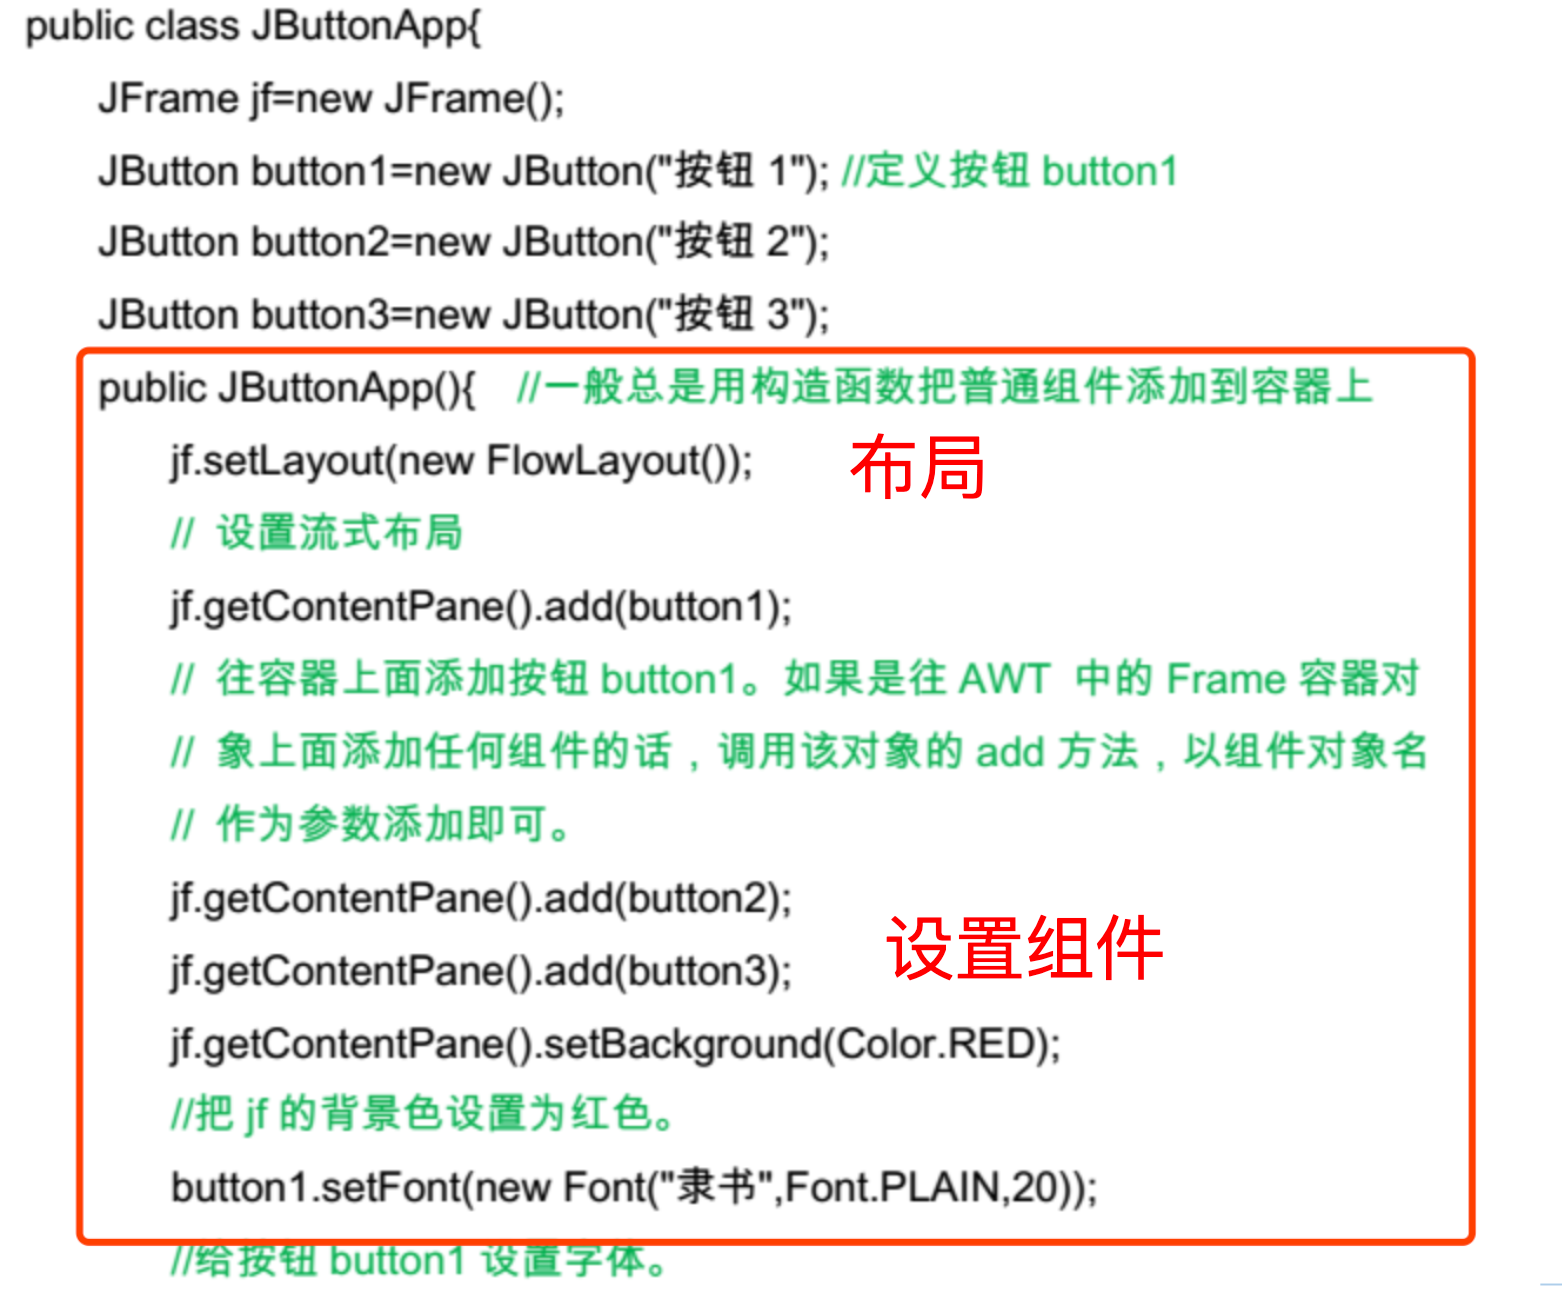 public class JButtonApp{
JFrame jf=new JFrame();
JButton button1=new JButton("按钮 1"); //定义按钮 button1
JButton button2=new JButton("按钮 2");
JButton button3=new JButton("按钮 3");
public JButtonApp(){ //一般总是用构造函数把普通组件添加到容器上
jf.setLayout(new FlowLayout());
布局
// 设置流式布局
jf.getContentPane().add(button1);
// 往容器上面添加按钮 button1。如果是往 AWT 中的 Frame 容器对
// 象上面添加任何组件的话，调用该对象的 add 方法，以组件对象名
// 作为参数添加即可。
jf.getContentPane().add(button2);
设置组件
jf.getContentPane().add(button3);
jf.getContentPane().setBackground(Color.RED);
//把 jf 的背景色设置为红色。
button1.setFont(new Font("隶书",Font.PLAIN,20));
//给按钮 button1 设置字体。